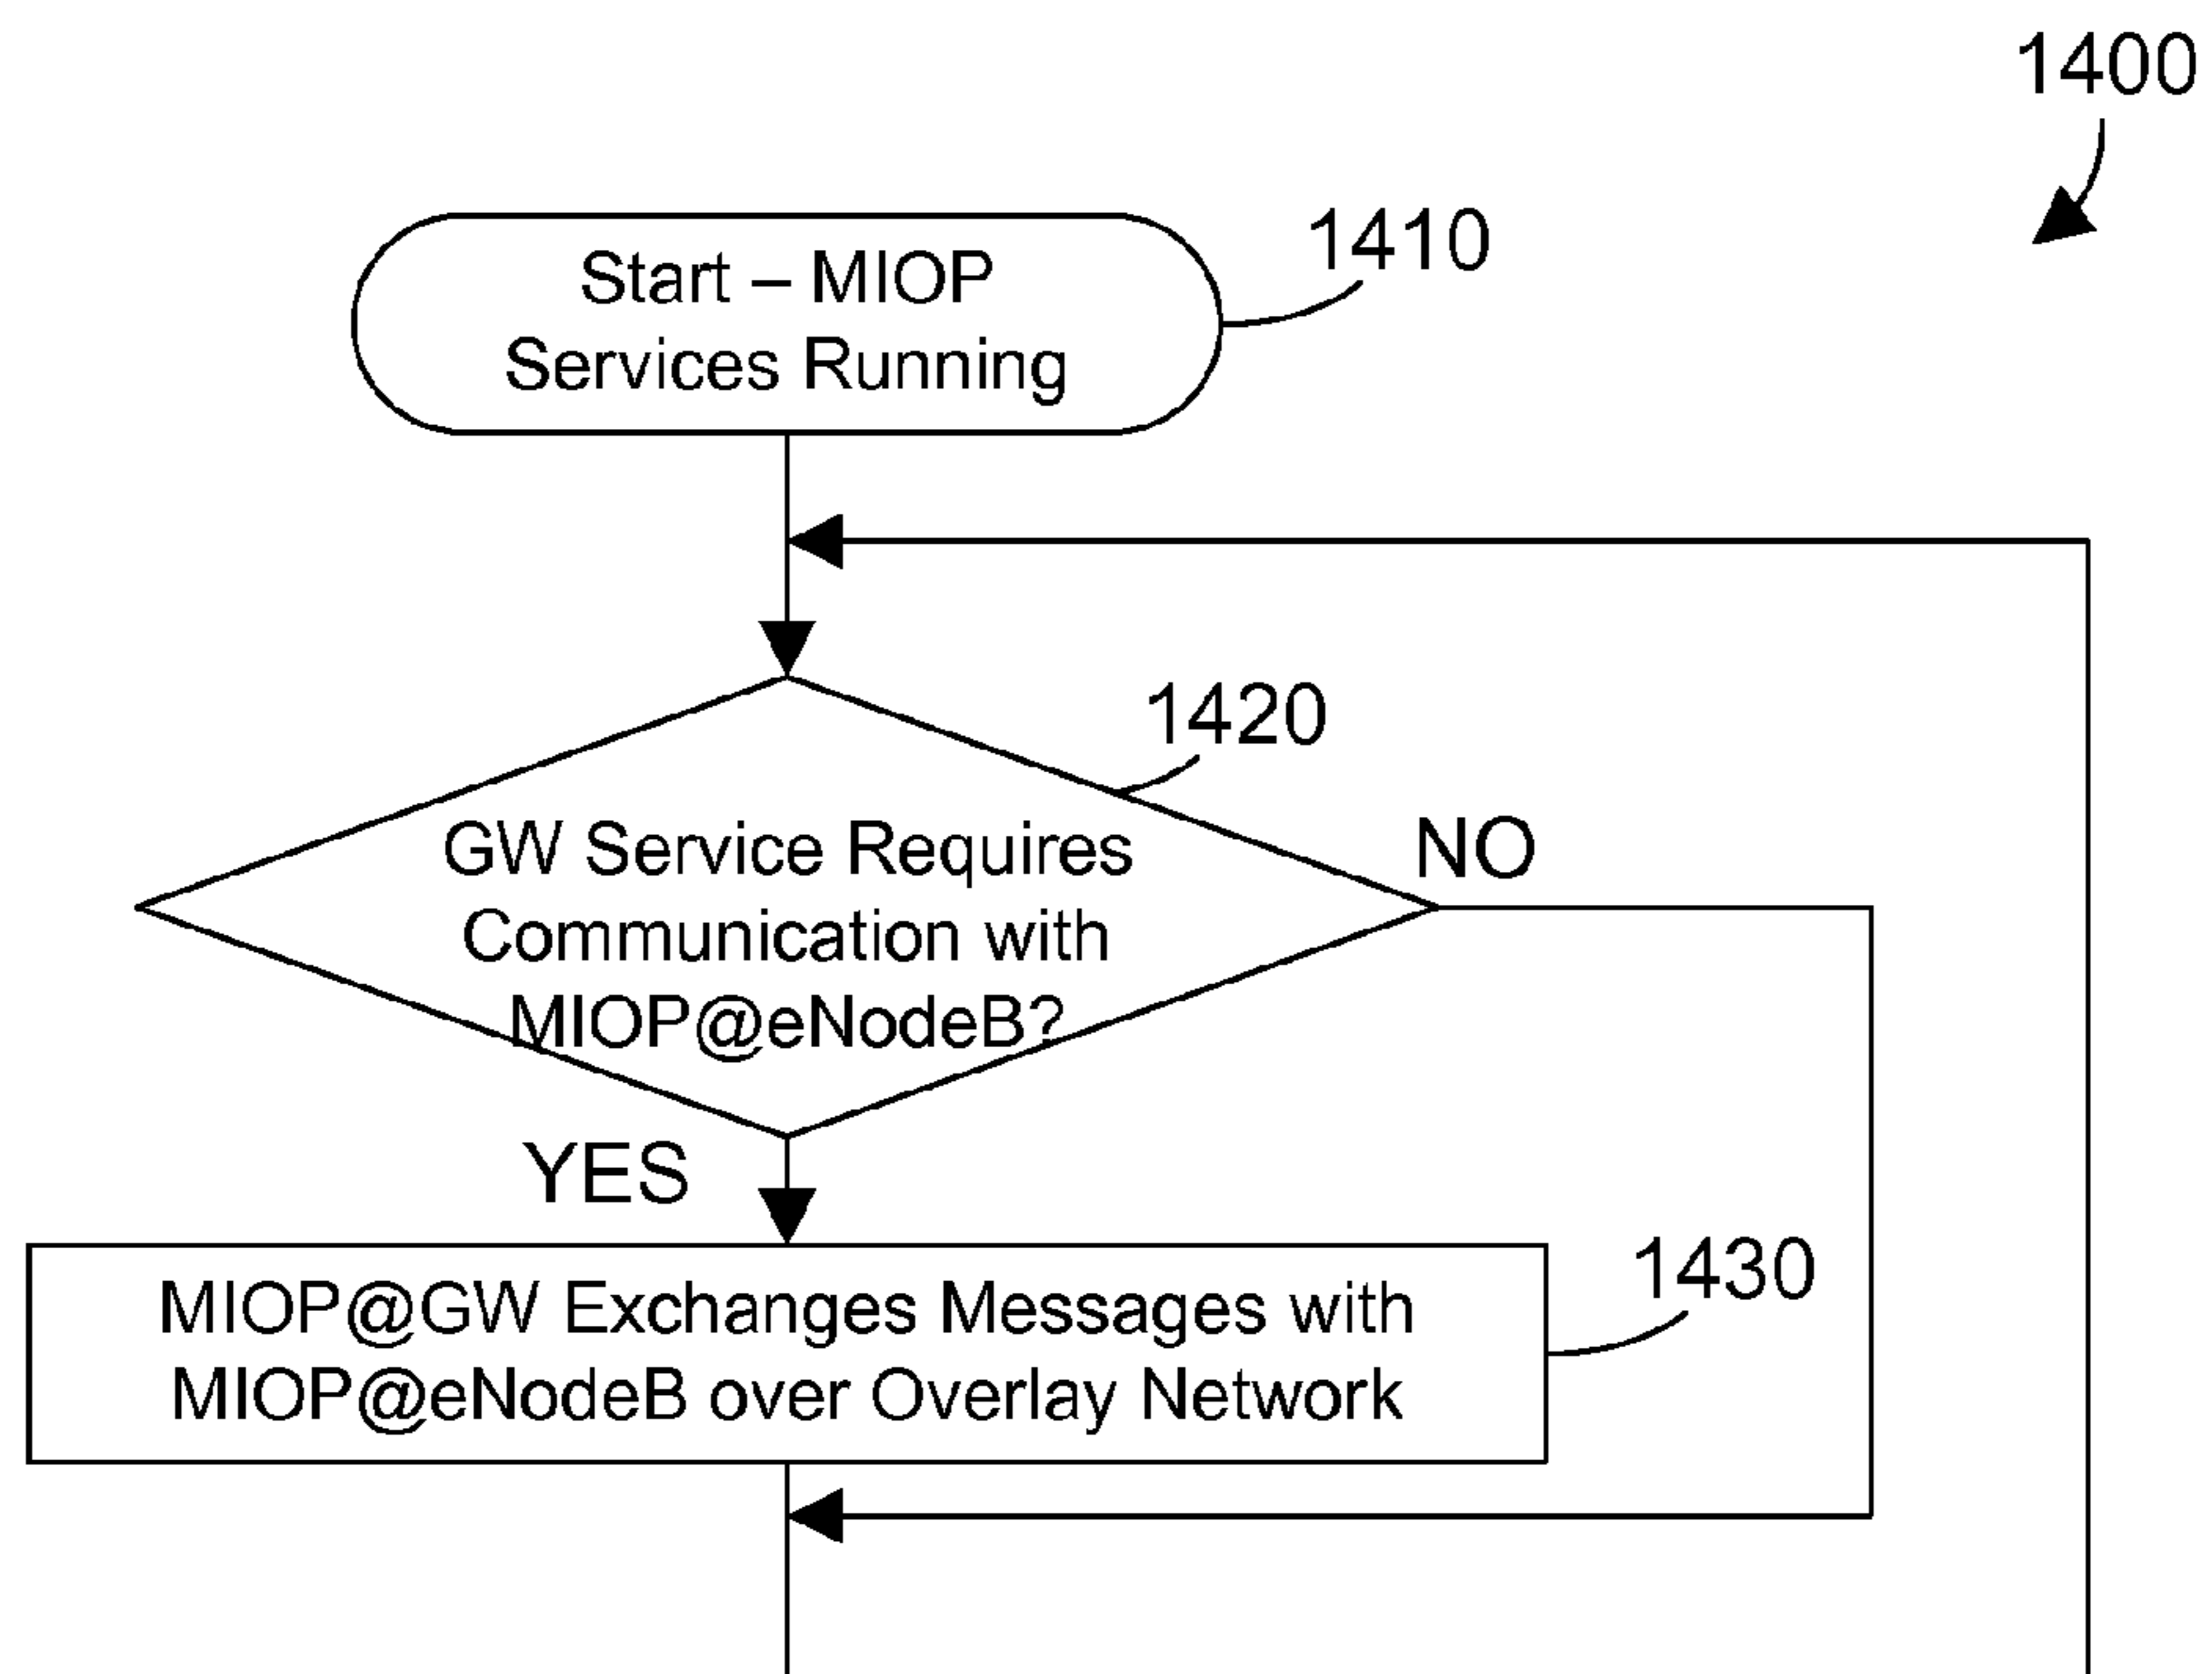 1400
1410
Start – MIOP
Services Running
1420
GW Service Requires
Communication with
MIOP@eNodeB?
NO
YES
1430
MIOP@GW Exchanges Messages with
MIOP@eNodeB over Overlay Network